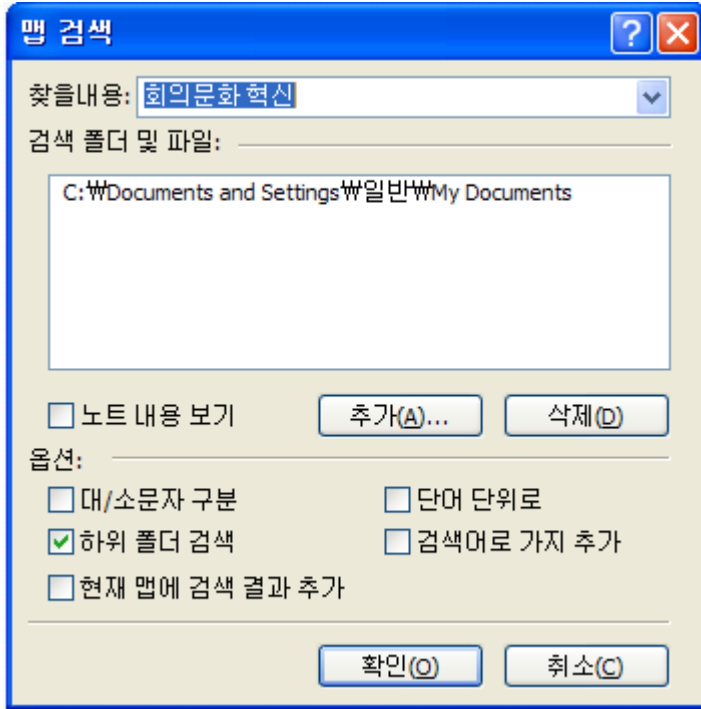 맵 검색
찾을내용: 회의문화 혁신
검색 폴더 및 파일:
C:₩Documents and Settings₩일반₩My Documents
노트 내용 보기 추가(A)... 삭제(D)
옵션:
대/소문자 구분 단어 단위로
하위 폴더 검색 검색어로 가지 추가
현재 맵에 검색 결과 추가
확인(O) 취소(C)